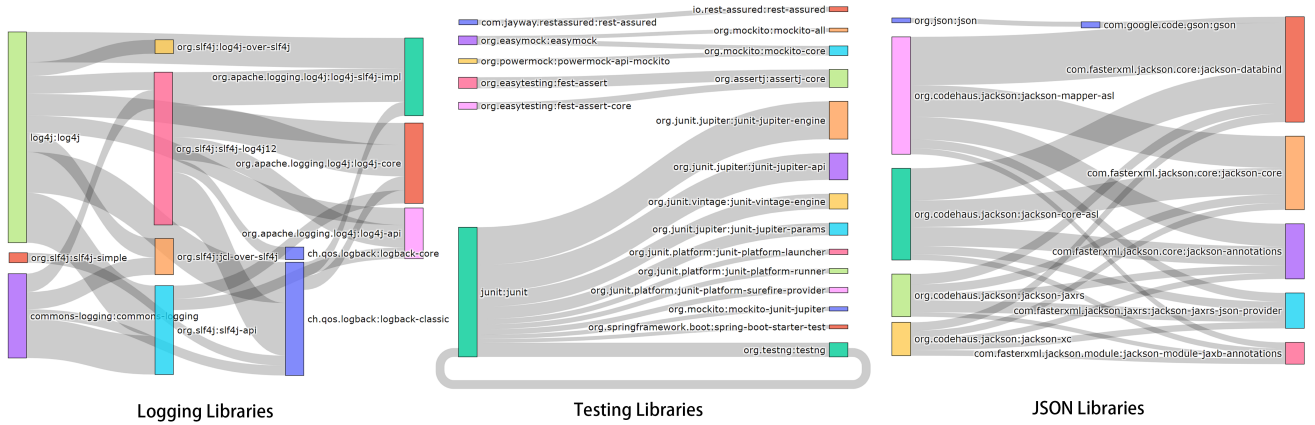 org.slf4j:log4j-over-slf4j
org.apache.logging.log4j:log4j-slf4j-impl
log4j:log4j
org.slf4j:slf4j-log4j12
org.apache.logging.log4j:log4j-core
org.apache.logging.log4j:log4j-api
org.slf4j:slf4j-simple
org.slf4j:jcl-over-slf4j
ch.qos.logback:logback-core
commons-logging:commons-logging
ch.qos.logback:logback-classic
org.slf4j:slf4j-api
Logging Libraries
io.rest-assured:rest-assured
com.jayway.restassured:rest-assured
org.mockito:mockito-all
org.easymock:easymock
org.mockito:mockito-core
org.powermock:powermock-api-mockito
org.assertj:assertj-core
org.easytesting:fest-assert
org.easytesting:fest-assert-core
org.junit.jupiter:junit-jupiter-engine
org.junit.jupiter:junit-jupiter-api
org.junit.vintage:junit-vintage-engine
org.junit.jupiter:junit-jupiter-params
org.junit.platform:junit-platform-launcher
org.junit.platform:junit-platform-runner
junit:junit
org.junit.platform:junit-platform-surefire-provider
org.mockito:mockito-junit-jupiter
org.springframework.boot:spring-boot-starter-test
org.testng:testng
Testing Libraries
org.json:json
com.google.code.gson:gson
com.fasterxml.jackson.core:jackson-databind
org.codehaus.jackson:jackson-mapper-asl
com.fasterxml.jackson.core:jackson-core
org.codehaus.jackson:jackson-core-asl
com.fasterxml.jackson.core:jackson-annotations
org.codehaus.jackson:jackson-jaxrs
com.fasterxml.jackson.jaxrs:jackson-jaxrs-json-provider
org.codehaus.jackson:jackson-xc
com.fasterxml.jackson.module:jackson-module-jaxb-annotations
JSON Libraries